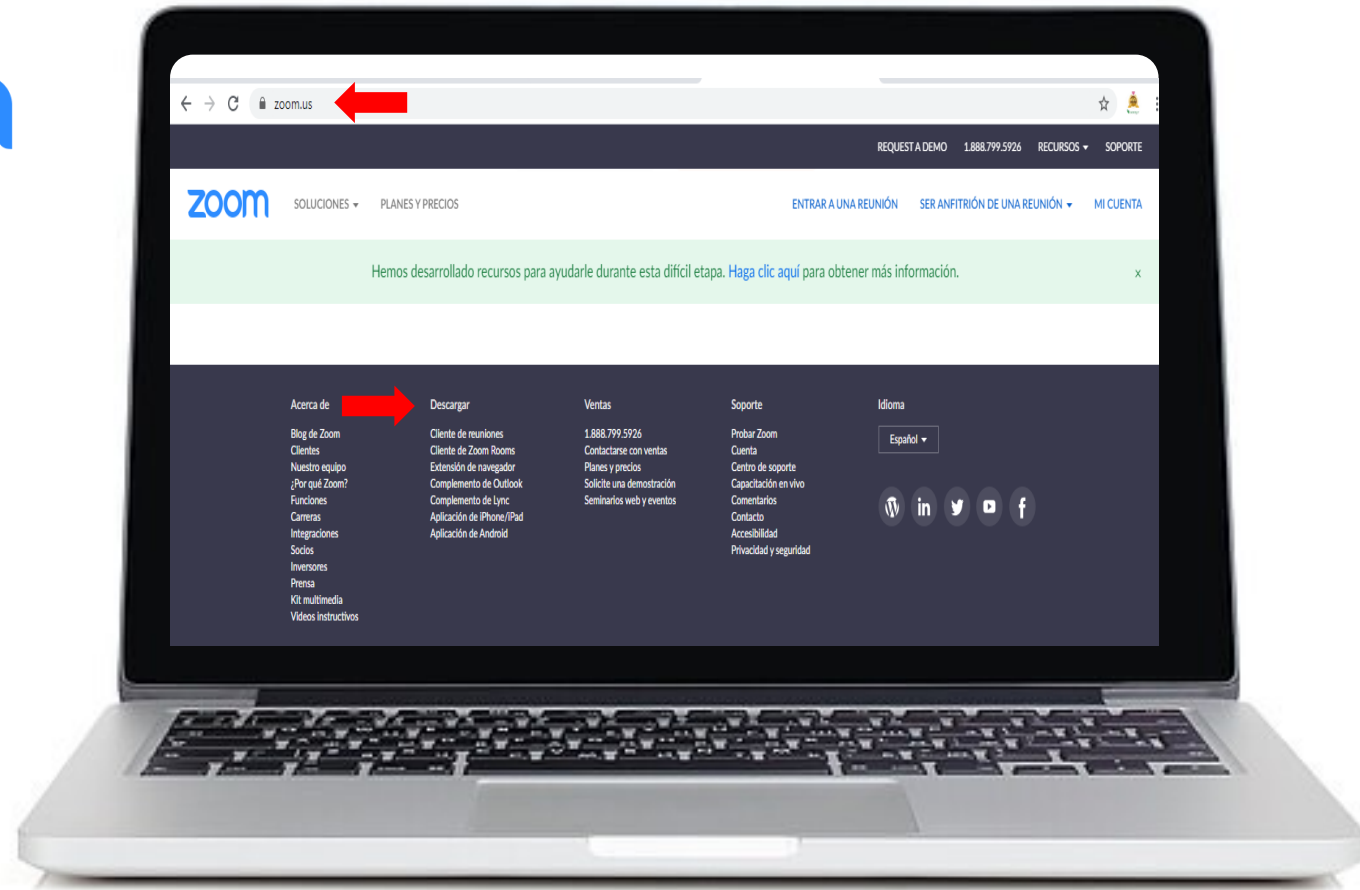 zoom.us
REQUEST A DEMO 1.888.799.5926 RECURSOS SOPORTE
zoom SOLUCIONES PLANES Y PRECIOS ENTRAR A UNA REUNIÓN SER ANFITRIÓN DE UNA REUNIÓN MI CUENTA
Hemos desarrollado recursos para ayudarle durante esta difícil etapa. Haga clic aquí para obtener más información. x
Acerca de
Blog de Zoom
Clientes
Nuestro equipo
¿Por qué Zoom?
Funciones
Carreras
Integraciones
Socios
Inversores
Prensa
Kit multimedia
Videos instructivos
Descargar
Cliente de reuniones
Cliente de Zoom Rooms
Extensión de navegador
Complemento de Outlook
Complemento de Lync
Aplicación de iPhone/iPad
Aplicación de Android
Ventas
1.888.799.5926
Contactarse con ventas
Planes y precios
Solicite una demostración
Seminarios web y eventos
Soporte
Probar Zoom
Cuenta
Centro de soporte
Capacitación en vivo
Comentarios
Contacto
Accesibilidad
Privacidad y seguridad
Idioma
Español
in
f